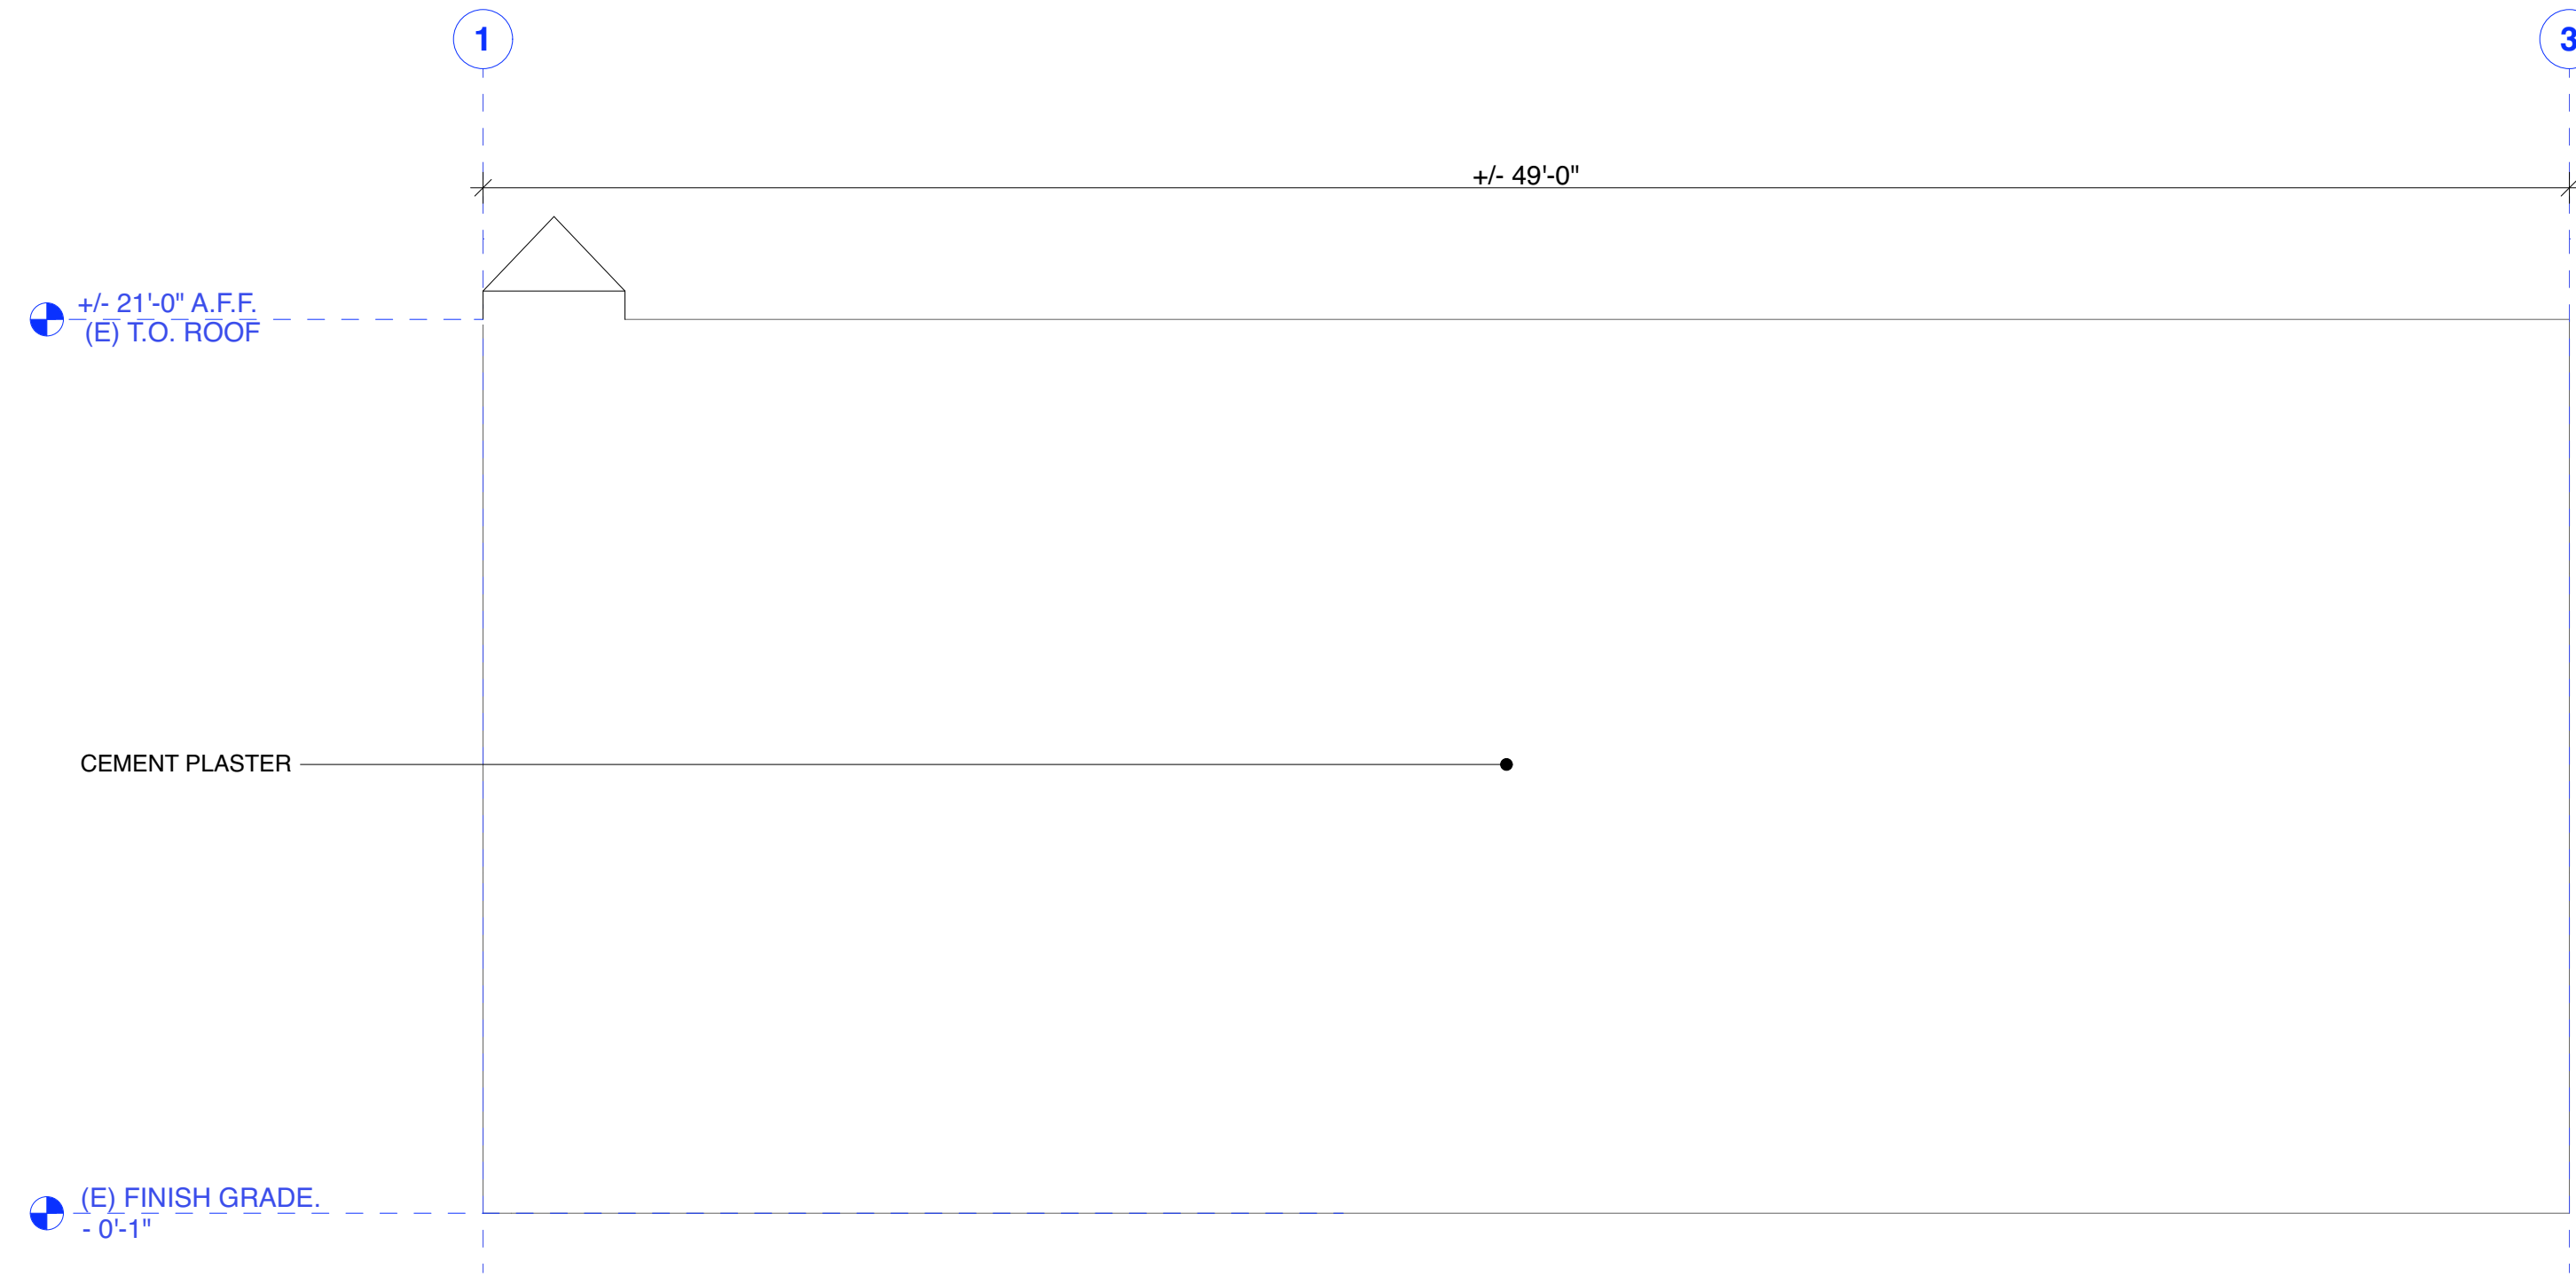 1
3
+/- 49'-0"
+/- 21'-0" A.F.F.
(E) T.O. ROOF
CEMENT PLASTER
(E) FINISH GRADE.
- 0'-1"